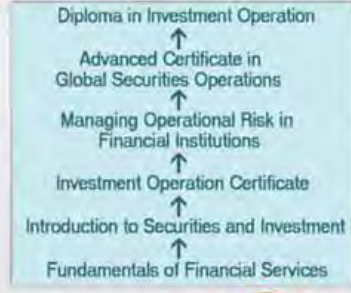 Diploma in Investment Operation
Advanced Certificate in
Global Securities Operations
Managing Operational Risk in
Financial Institutions
Investment Operation Certificate
Introduction to Securities and Investment
Fundamentals of Financial Services